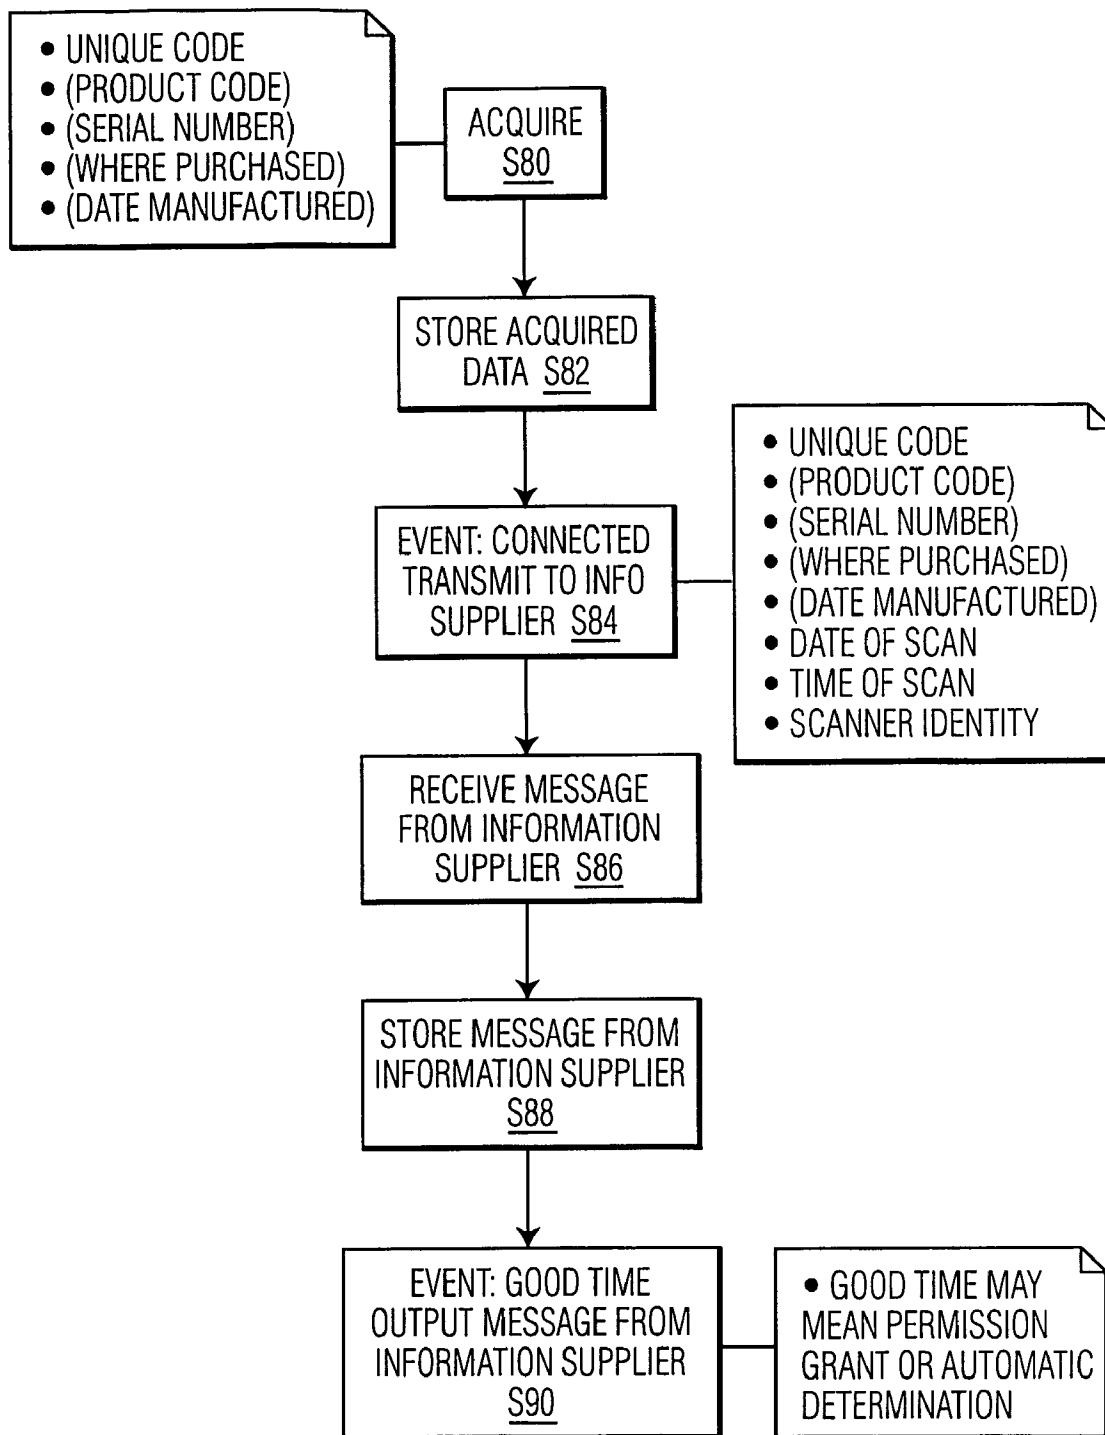 • UNIQUE CODE
• (PRODUCT CODE)
• (SERIAL NUMBER)
• (WHERE PURCHASED)
• (DATE MANUFACTURED)
ACQUIRE
S80
STORE ACQUIRED
DATA S82
EVENT: CONNECTED
TRANSMIT TO INFO
SUPPLIER S84
• UNIQUE CODE
• (PRODUCT CODE)
• (SERIAL NUMBER)
• (WHERE PURCHASED)
• (DATE MANUFACTURED)
• DATE OF SCAN
• TIME OF SCAN
• SCANNER IDENTITY
RECEIVE MESSAGE
FROM INFORMATION
SUPPLIER S86
STORE MESSAGE FROM
INFORMATION SUPPLIER
S88
EVENT: GOOD TIME
OUTPUT MESSAGE FROM
INFORMATION SUPPLIER
S90
• GOOD TIME MAY
MEAN PERMISSION
GRANT OR AUTOMATIC
DETERMINATION